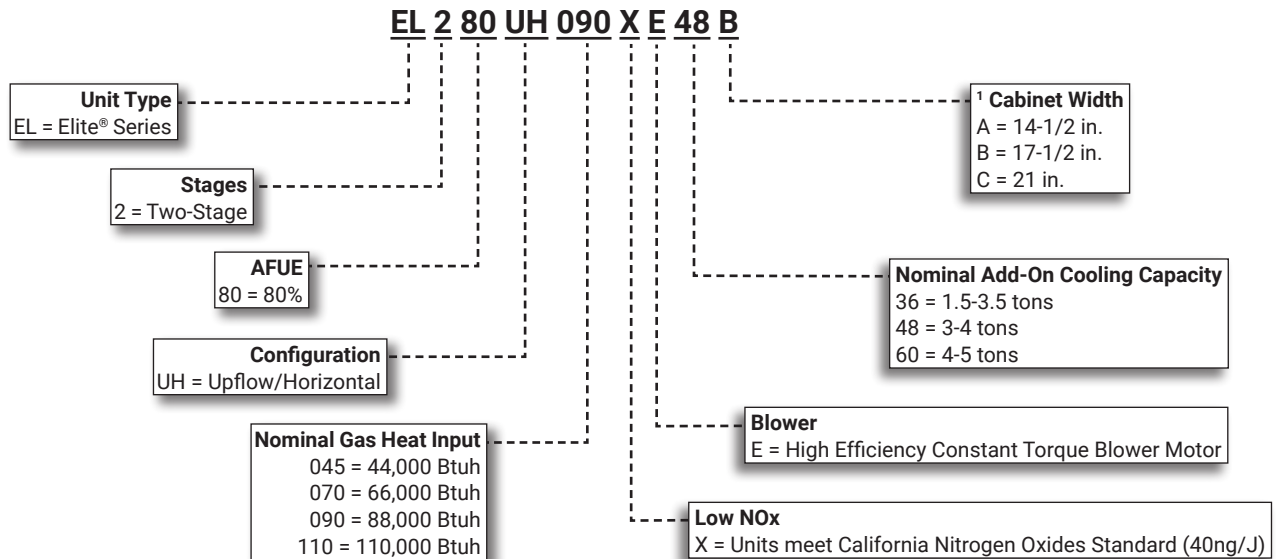 EL 2 80 UH 090 X E 48 B
Unit Type
EL = Elite® Series
¹ Cabinet Width
A = 14-1/2 in.
B = 17-1/2 in.
C = 21 in.
Stages
2 = Two-Stage
AFUE
80 = 80%
Nominal Add-On Cooling Capacity
36 = 1.5-3.5 tons
48 = 3-4 tons
60 = 4-5 tons
Configuration
UH = Upflow/Horizontal
Blower
E = High Efficiency Constant Torque Blower Motor
Nominal Gas Heat Input
045 = 44,000 Btuh
070 = 66,000 Btuh
090 = 88,000 Btuh
110 = 110,000 Btuh
Low NOx
X = Units meet California Nitrogen Oxides Standard (40ng/J)